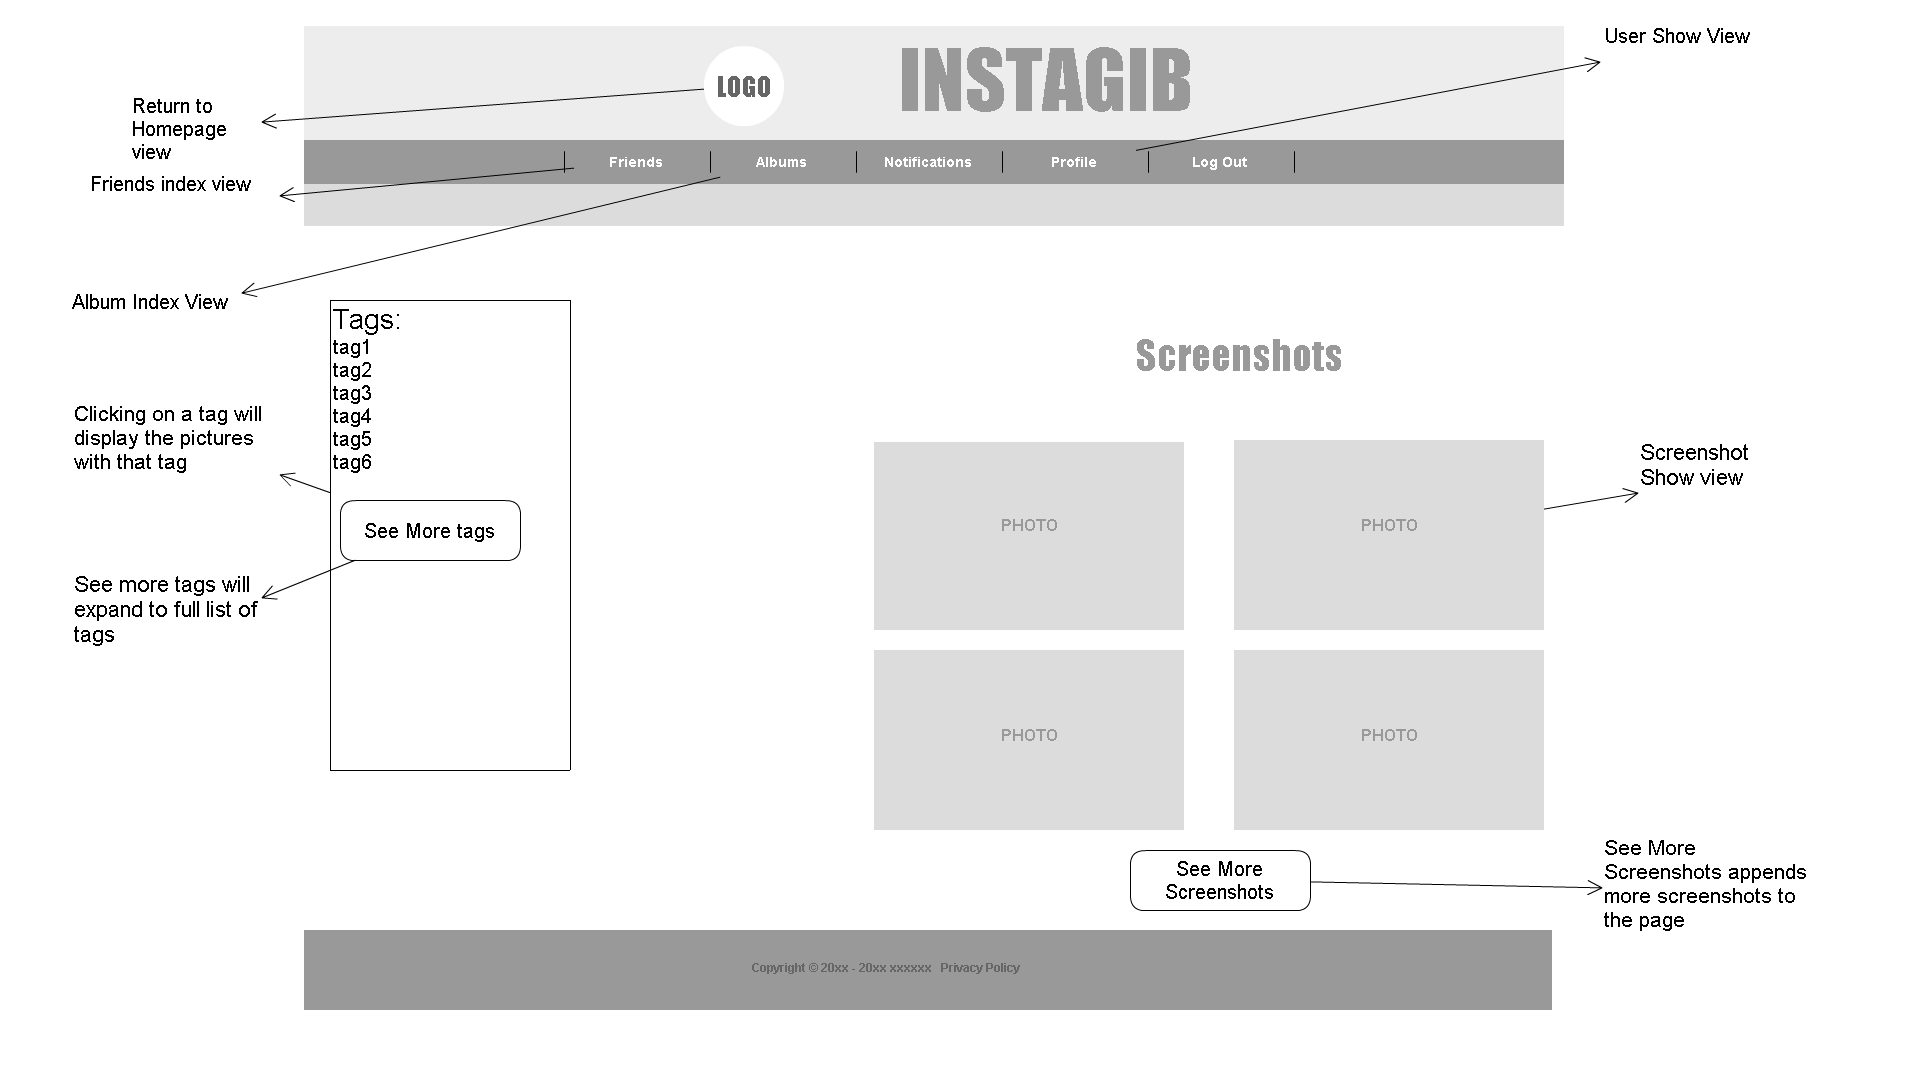 User Show View
INSTAGIB
LOGO
Return to
Homepage
view
Friends Albums Notifications Profile Log Out
Friends index view
Album Index View
Tags:
tag1
tag2
tag3
tag4
tag5
tag6
See More tags
Clicking on a tag will
display the pictures
with that tag
See more tags will
expand to full list of
tags
Screenshots
PHOTO PHOTO
Screenshot
Show view
PHOTO PHOTO
See More
Screenshots
See More
Screenshots appends
more screenshots to
the page
Copyright © 20xx - 20xx xxxxxx Privacy Policy